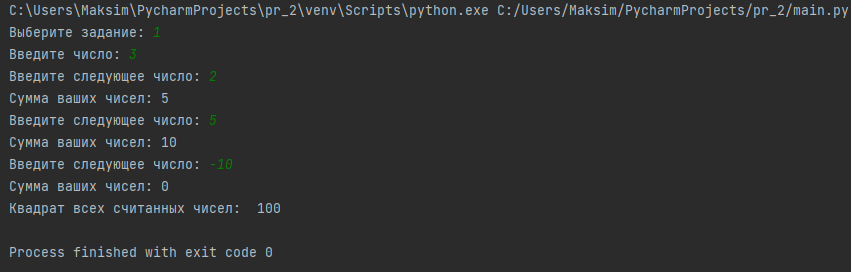 C:\Users\Maksim\PycharmProjects\pr_2\venv\Scripts\python.exe C:/Users/Maksim/PycharmProjects/pr_2/main.py
Выберите задание: 1
Введите число: 3
Введите следующее число: 2
Сумма ваших чисел: 5
Введите следующее число: 5
Сумма ваших чисел: 10
Введите следующее число: -10
Сумма ваших чисел: 0
Квадрат всех считанных чисел:  100
Process finished with exit code 0